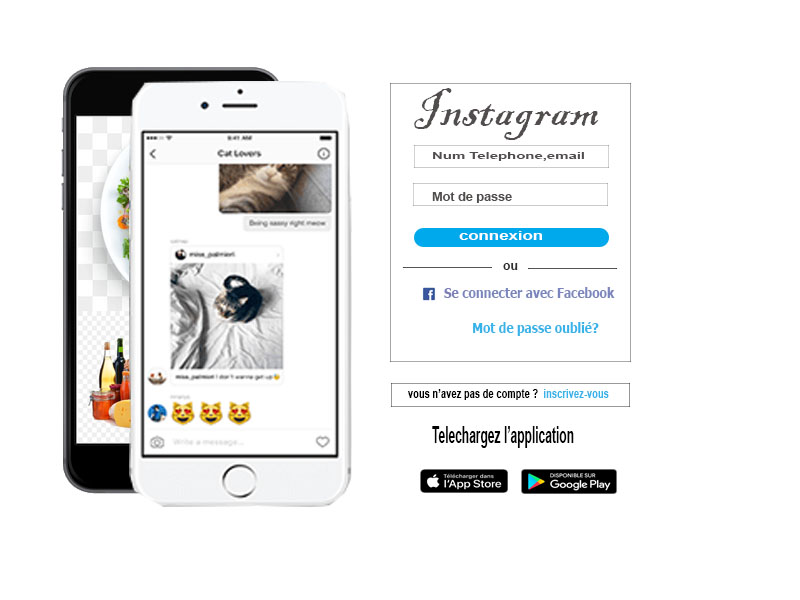 9:41 AM
Cat Lovers
Being sassy right meow
miss_palmiori
miss_palmiori I don't wanna get up
Write a message...
Instagram
Num Telephone,email
Mot de passe
connexion
ou
Se connecter avec Facebook
Mot de passe oublié?
vous n'avez pas de compte ? inscrivez-vous
Telechargez l'application
Télécharger dans
l'App Store
DISPONIBLE SUR
Google Play